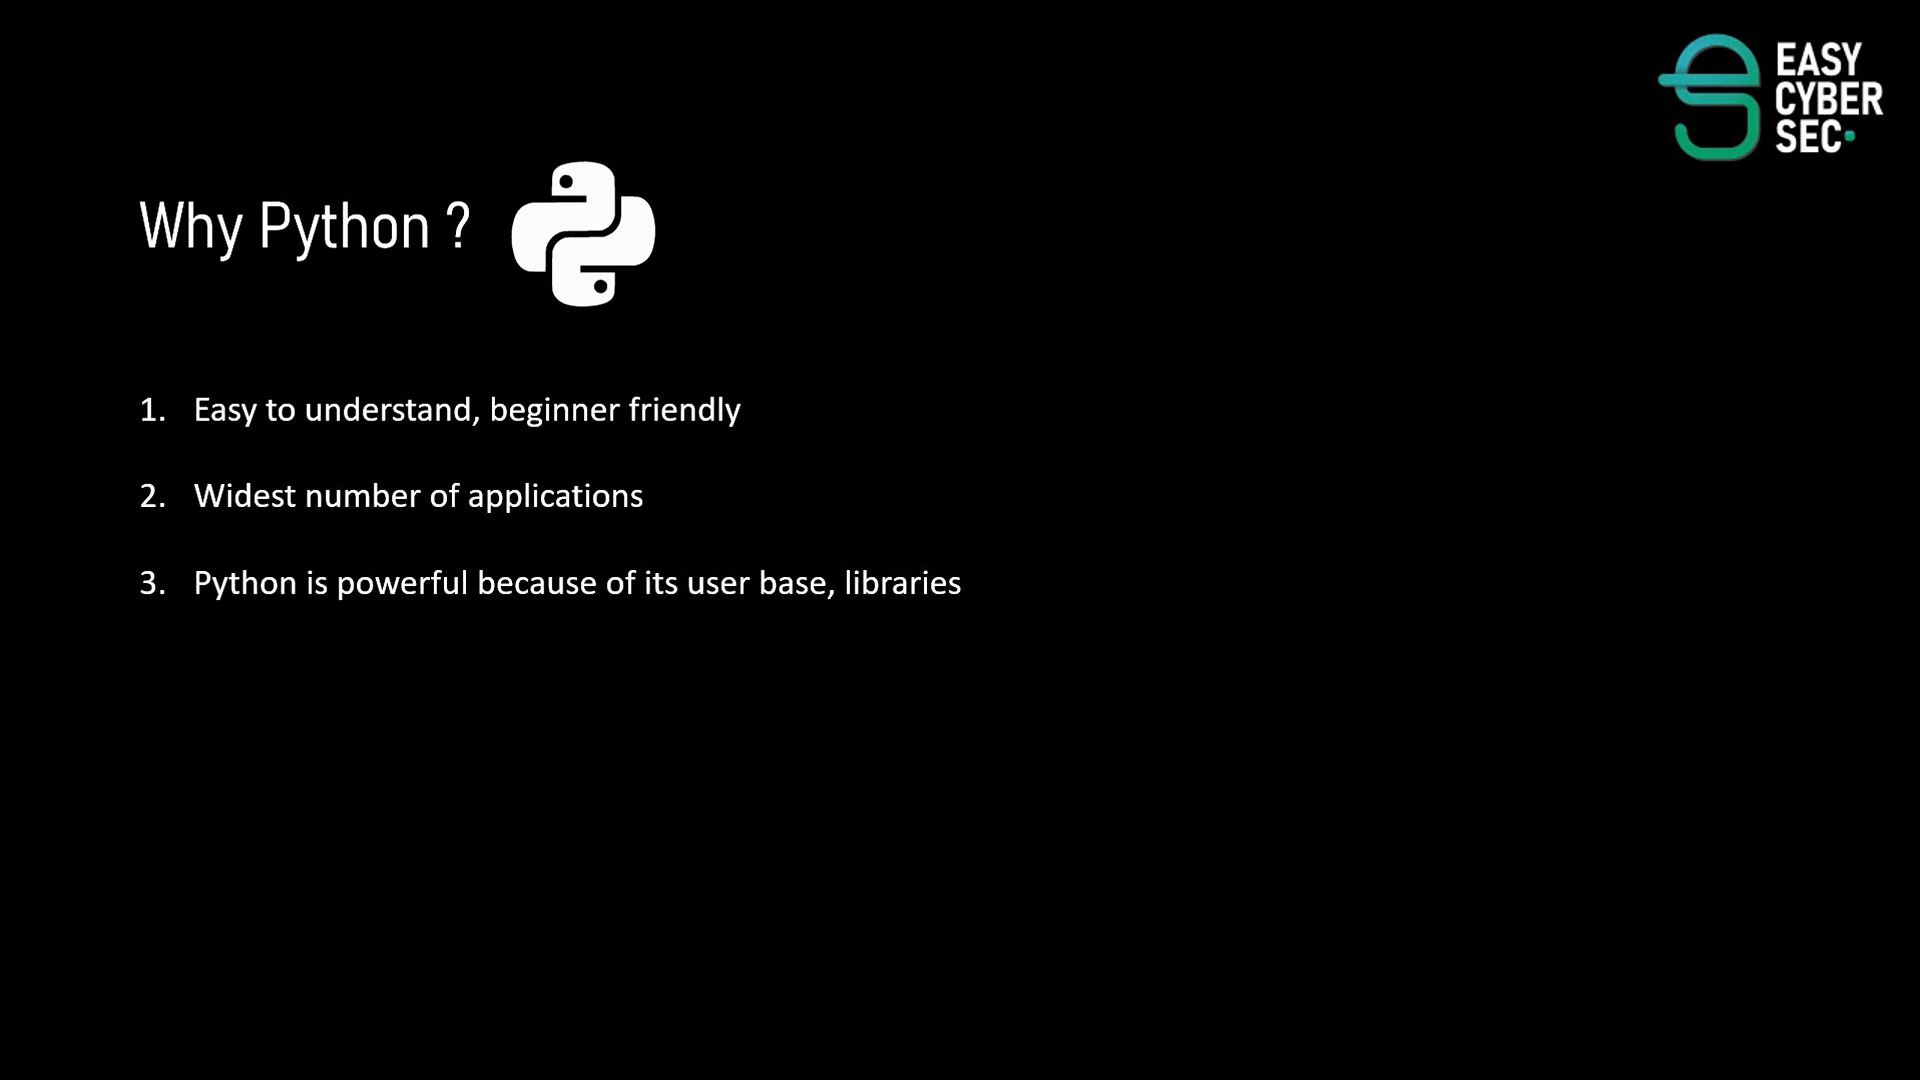 EASY
CYBER
SEC
Why Python ?
1. Easy to understand, beginner friendly
2. Widest number of applications
3. Python is powerful because of its user base, libraries